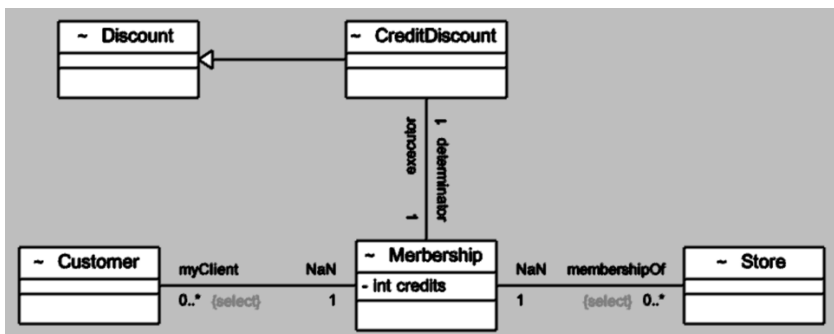 ~ Discount
~ CreditDiscount
executor
1 determinator
1
~ Customer
myClient
NaN
~ Merbership
NaN
membershipOf
~ Store
- int credits
0..* {select}
1
1
{select} 0..*